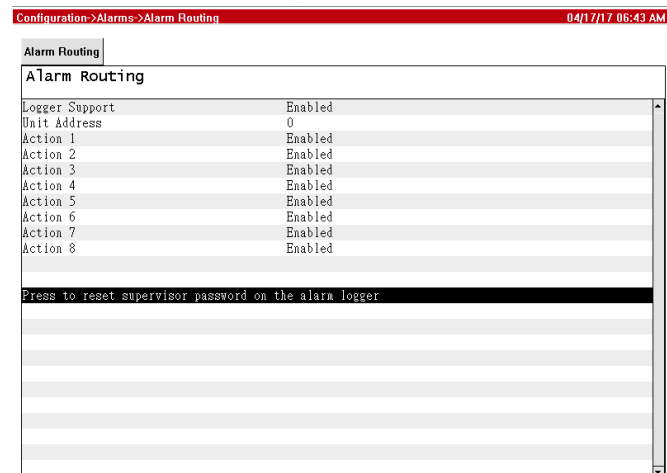 Configuration->Alarms->Alarm Routing 04/17/17 06:43 AM
Alarm Routing
Alarm Routing
Logger Support Enabled
Unit Address 0
Action 1 Enabled
Action 2 Enabled
Action 3 Enabled
Action 4 Enabled
Action 5 Enabled
Action 6 Enabled
Action 7 Enabled
Action 8 Enabled
Press to reset supervisor password on the alarm logger